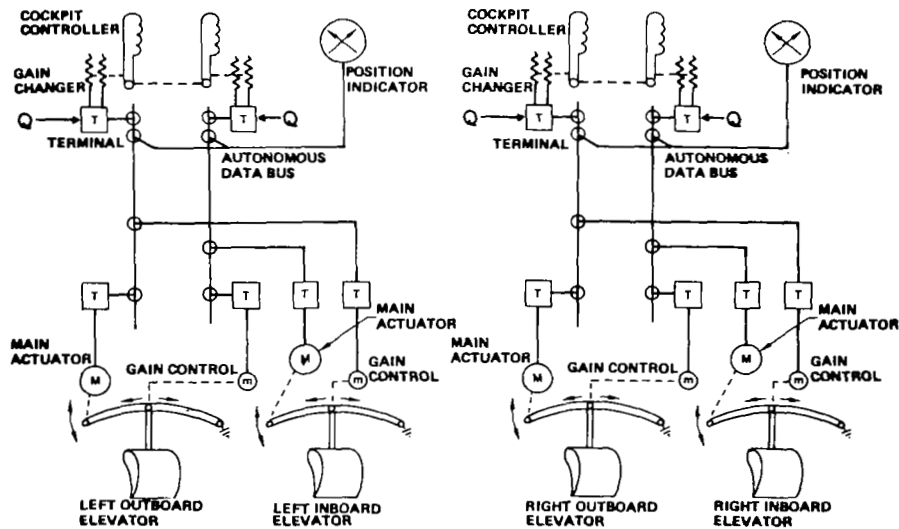 COCKPIT
CONTROLLER
GAIN
CHANGER
POSITION
INDICATOR
Q
T
T
Q
TERMINAL
AUTONOMOUS
DATA BUS
T
T
T
T
MAIN
ACTUATOR
MAIN
ACTUATOR
GAIN CONTROL
GAIN
CONTROL
M
m
M
m
LEFT OUTBOARD
ELEVATOR
LEFT INBOARD
ELEVATOR
COCKPIT
CONTROLLER
GAIN
CHANGER
POSITION
INDICATOR
Q
T
T
Q
TERMINAL
AUTONOMOUS
DATA BUS
T
T
T
T
MAIN
ACTUATOR
MAIN
ACTUATOR
GAIN CONTROL
GAIN
CONTROL
M
m
M
m
RIGHT OUTBOARD
ELEVATOR
RIGHT INBOARD
ELEVATOR